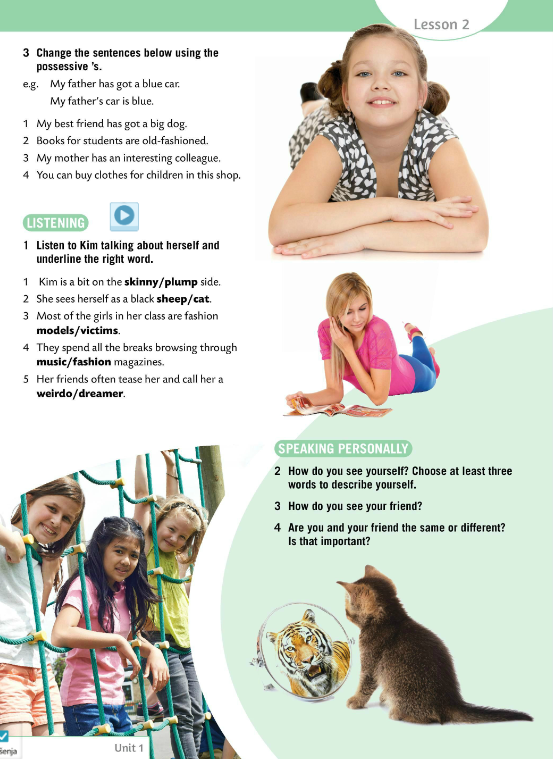 Lesson 2
3 Change the sentences below using the
possessive 's.
e.g. My father has got a blue car.
My father's car is blue.
1 My best friend has got a big dog.
2 Books for students are old-fashioned.
3 My mother has an interesting colleague.
4 You can buy clothes for children in this shop.
LISTENING
1 Listen to Kim talking about herself and
underline the right word.
1 Kim is a bit on the skinny/plump side.
2 She sees herself as a black sheep/cat.
3 Most of the girls in her class are fashion
models/victims.
4 They spend all the breaks browsing through
music/fashion magazines.
5 Her friends often tease her and call her a
weirdo/dreamer.
SPEAKING PERSONALLY
2 How do you see yourself? Choose at least three
words to describe yourself.
3 How do you see your friend?
4 Are you and your friend the same or different?
Is that important?
Unit 1